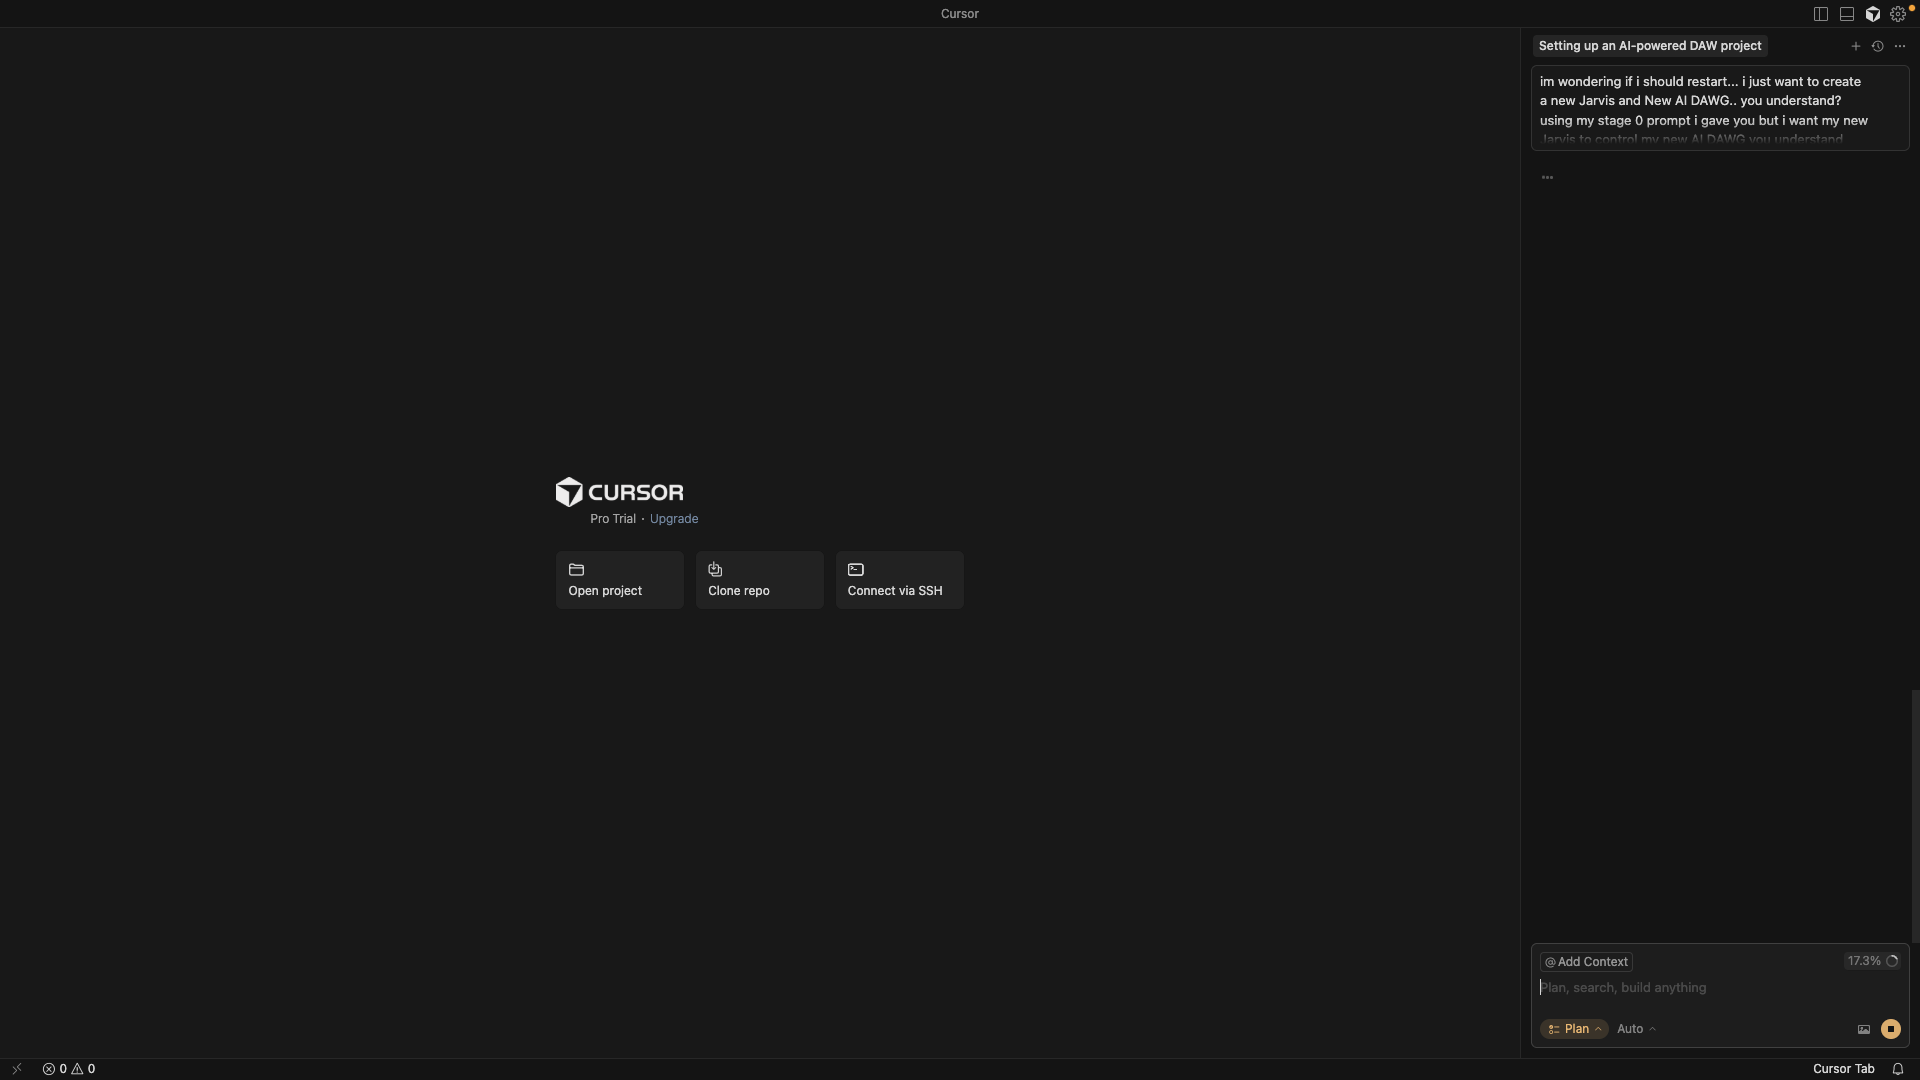 Cursor
Setting up an AI-powered DAW project
im wondering if i should restart... i just want to create
a new Jarvis and New AI DAWG.. you understand?
using my stage 0 prompt i gave you but i want my new
Jarvis to control my new AI DAWG you understand
CURSOR
Pro Trial · Upgrade
Open project
Clone repo
Connect via SSH
@ Add Context
17.3%
Plan, search, build anything
Plan
Auto
0
0
Cursor Tab